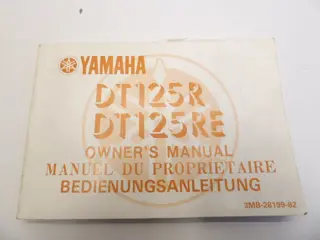 YAMAHA
DT125R
DT125RE
OWNER'S MANUAL
MANUEL DU PROPRIETAIRE
BEDIENUNGSANLEITUNG
3MB-28199-82